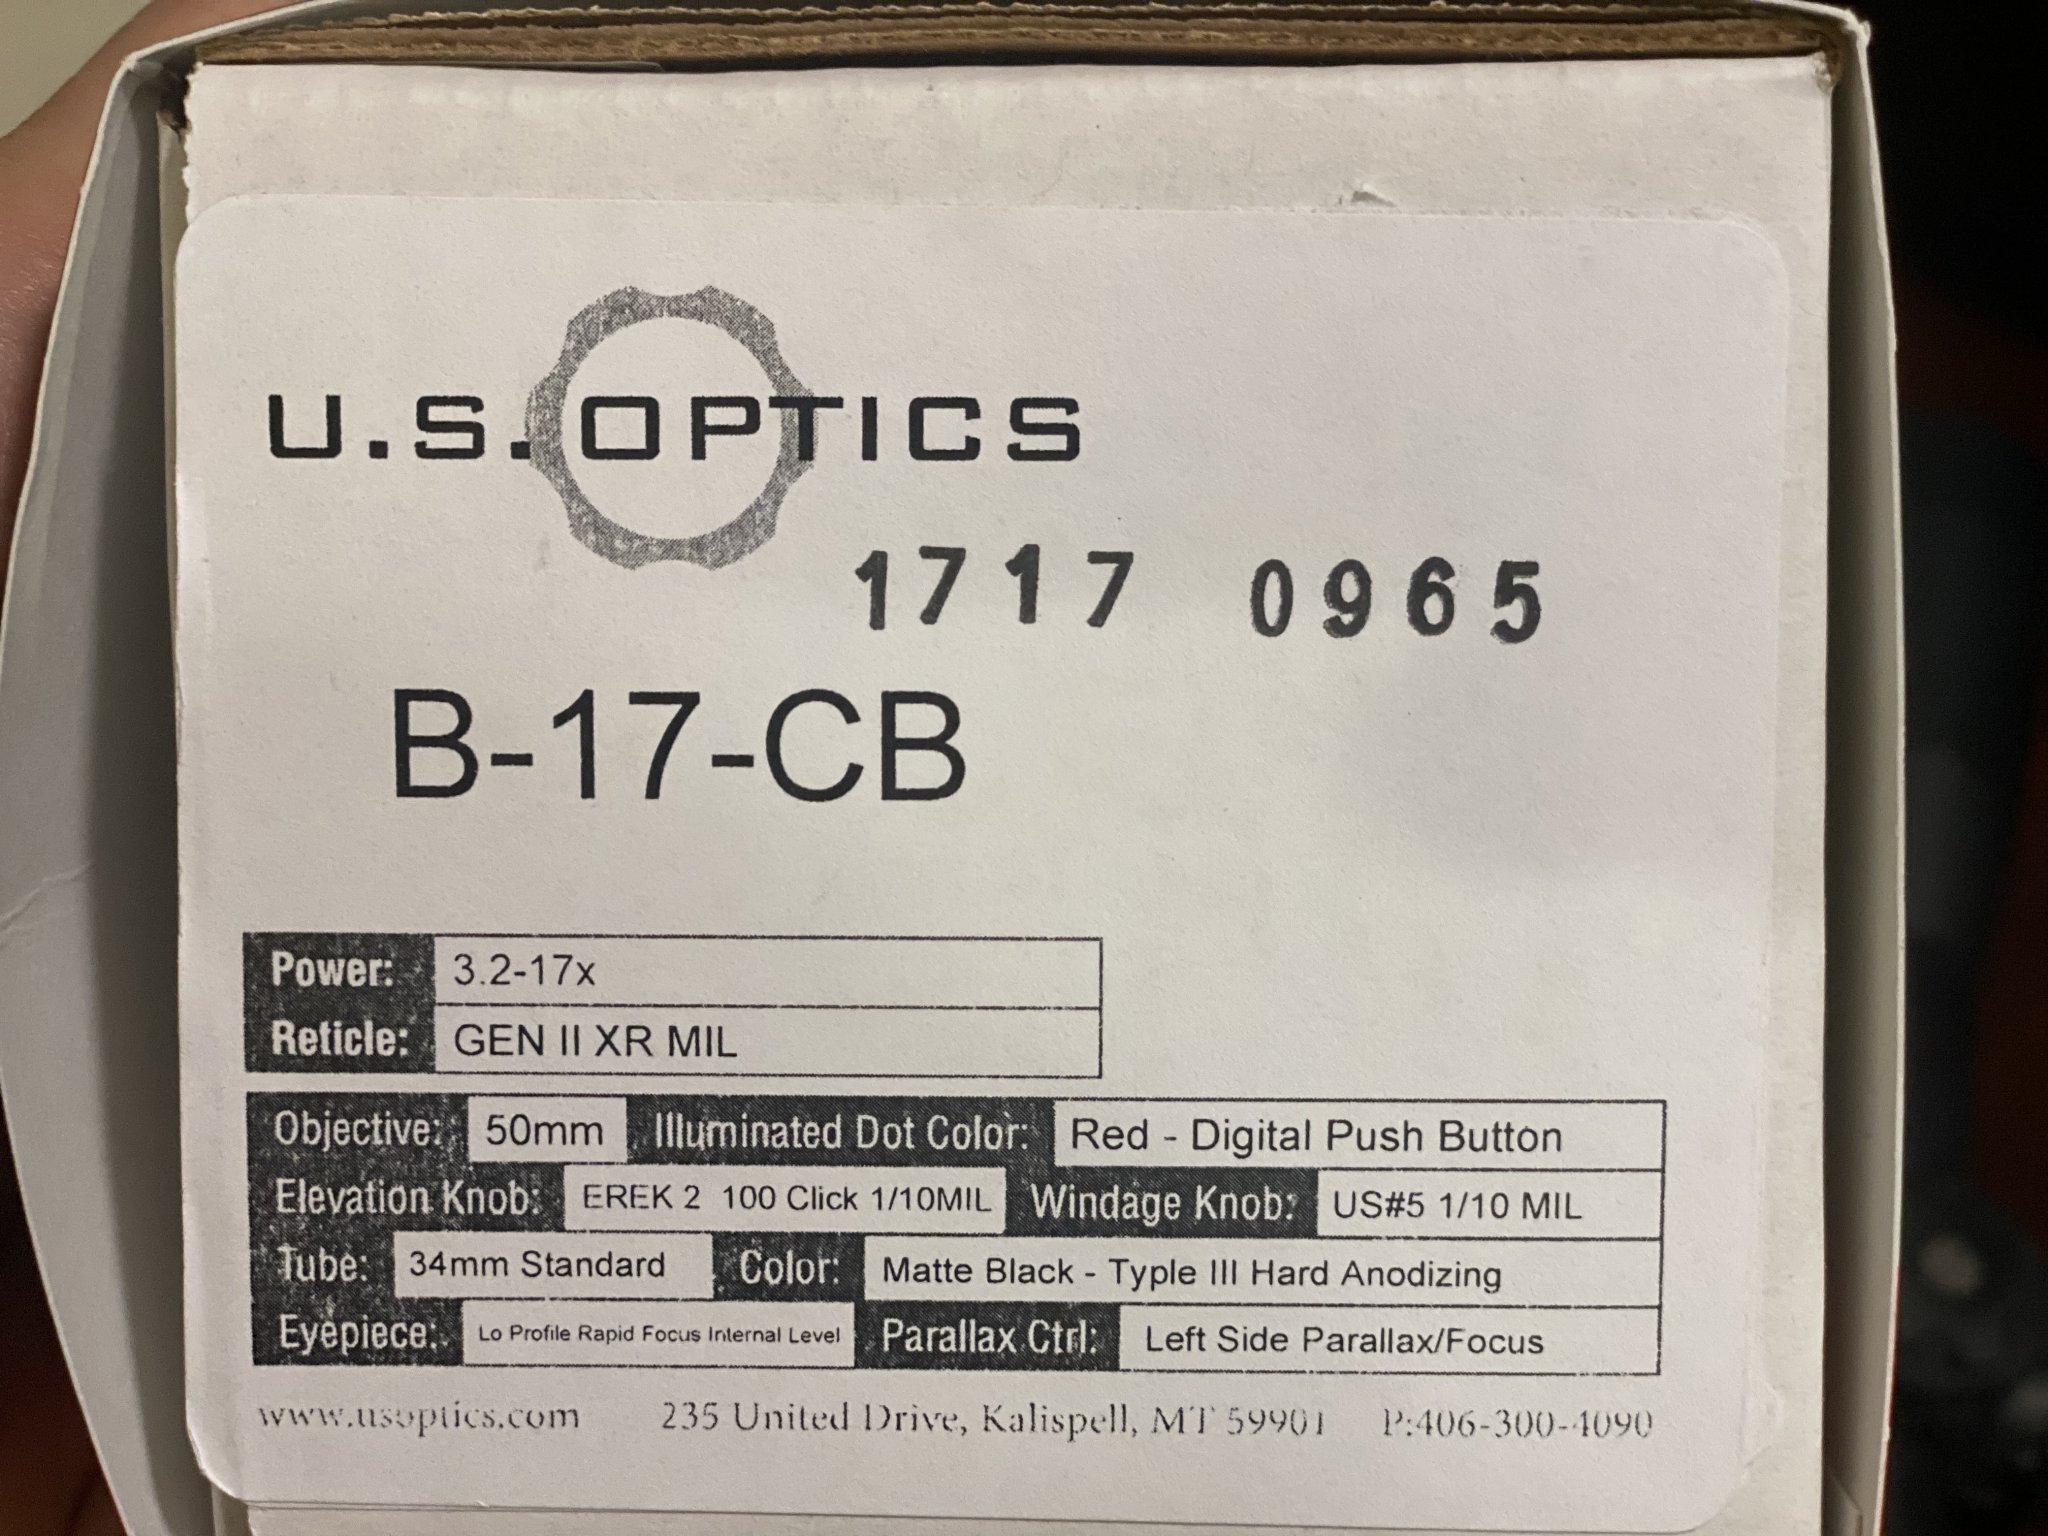 U.S. OPTICS
1717 0965
B-17-CB
Power: 3.2-17x
Reticle: GEN II XR MIL
Objective: 50mm Illuminated Dot Color: Red - Digital Push Button
Elevation Knob: EREK 2 100 Click 1/10MIL Windage Knob: US#5 1/10 MIL
Tube: 34mm Standard Color: Matte Black - Typle III Hard Anodizing
Eyepiece: Lo Profile Rapid Focus Internal Level Parallax Ctrl: Left Side Parallax/Focus
www.usoptics.com 235 United Drive, Kalispell, MT 59901 P:406-300-4090